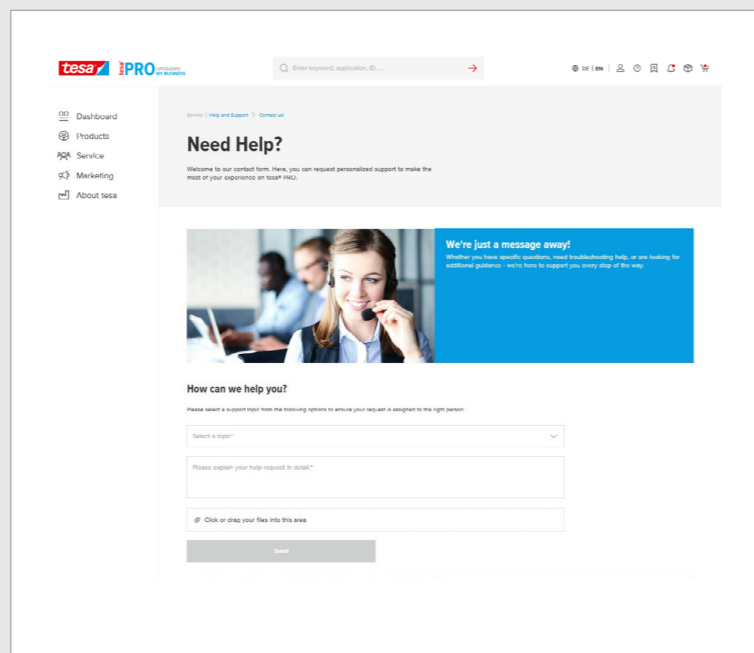 tesa
tesa PRO UPGRADES MY BUSINESS
Enter keyword, application, ID, ...
DE | EN
Dashboard
Products
Service
Marketing
About tesa
Service | Help and Support > Contact us
Need Help?
Welcome to our contact form. Here, you can request personalized support to make the
most of your experience on tesa® PRO.
We're just a message away!
Whether you have specific questions, need troubleshooting help, or are looking for
additional guidance - we're here to support you every step of the way.
How can we help you?
Please select a support topic from the following options to ensure your request is assigned to the right person.
Select a topic*
Please explain your help request in detail.*
Click or drag your files into this area
Send